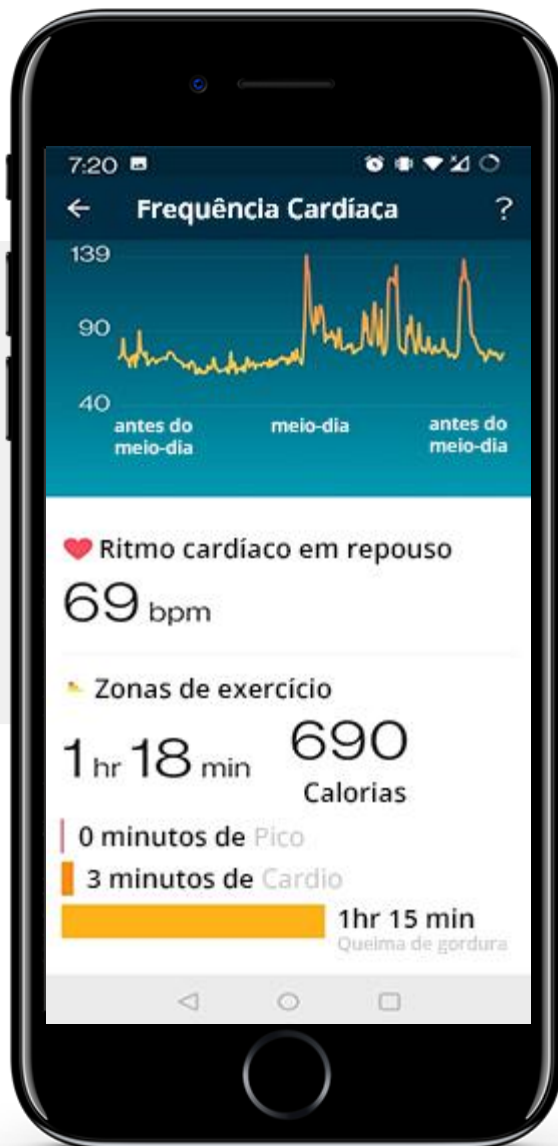 7:20
Frequência Cardíaca ?
139
90
40
antes do meio-dia
meio-dia
antes do meio-dia
Ritmo cardíaco em repouso
69 bpm
Zonas de exercício
1 hr 18 min
690
Calorias
0 minutos de Pico
3 minutos de Cardio
1hr 15 min
Queima de gordura